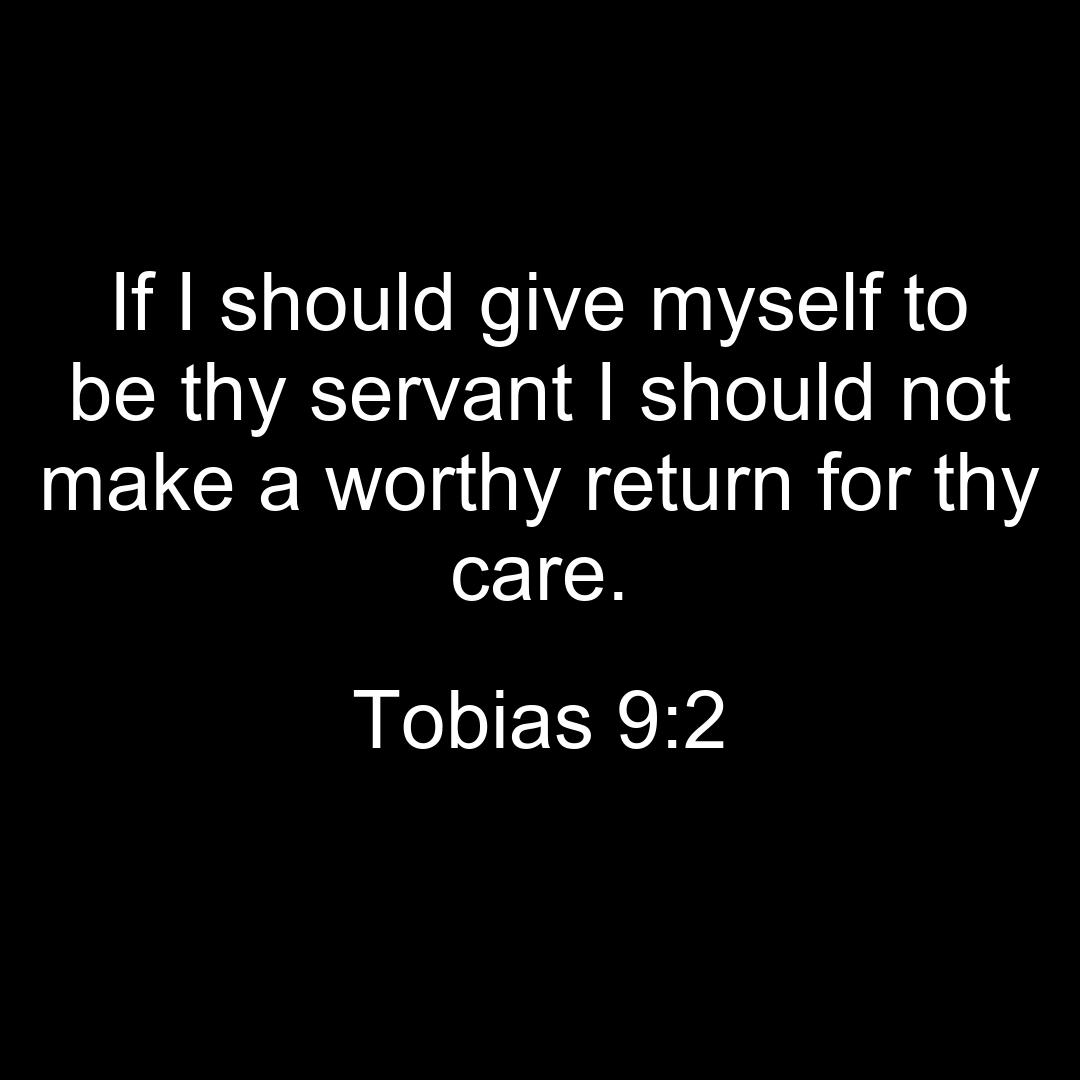 If I should give myself to
be thy servant I should not
make a worthy return for thy
care.
Tobias 9:2